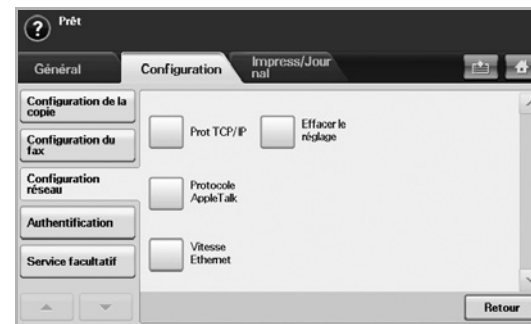 ? Prêt
Général
Configuration
Impress/Jour
nal
Configuration de la
copie
Configuration du
fax
Configuration
réseau
Authentification
Service facultatif
Prot TCP/IP
Effacer le
réglage
Protocole
AppleTalk
Vitesse
Ethernet
Retour